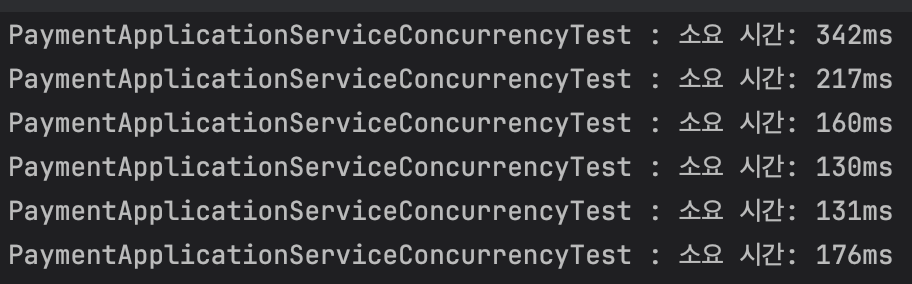 PaymentApplicationServiceConcurrencyTest : 소요 시간: 342ms
PaymentApplicationServiceConcurrencyTest : 소요 시간: 217ms
PaymentApplicationServiceConcurrencyTest : 소요 시간: 160ms
PaymentApplicationServiceConcurrencyTest : 소요 시간: 130ms
PaymentApplicationServiceConcurrencyTest : 소요 시간: 131ms
PaymentApplicationServiceConcurrencyTest : 소요 시간: 176ms